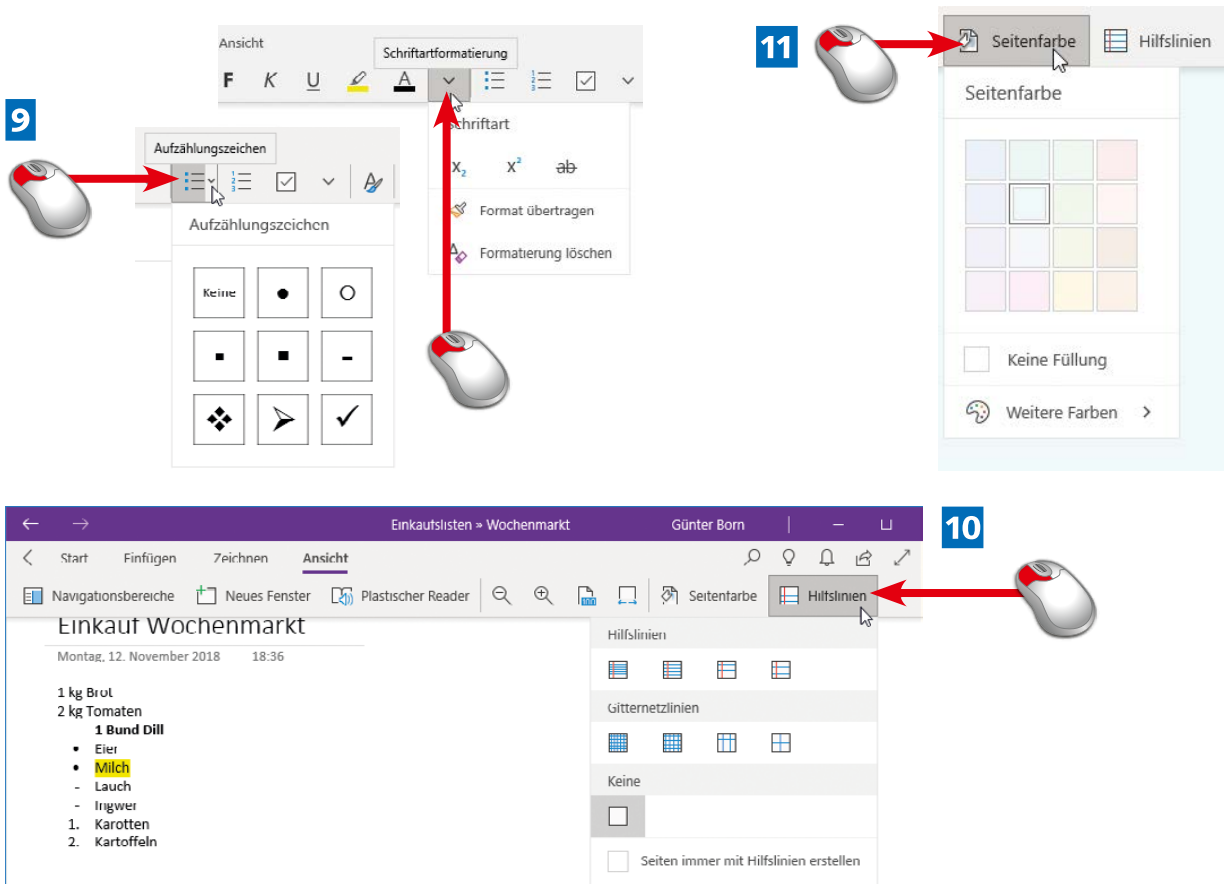 9
Aufzählungszeichen
Aufzählungszeichen
Keine
Ansicht
Schriftartformatierung
F K U A
Schriftart
X₂ X² ab
Format übertragen
Formatierung löschen
11
Seitenfarbe Hilfslinien
Seitenfarbe
Keine Füllung
Weitere Farben
Einkaufslisten » Wochenmarkt Günter Born
10
Start Einfügen Zeichnen Ansicht
Navigationsbereiche Neues Fenster Plastischer Reader 100 Seitenfarbe Hilfslinien
Einkauf Wochenmarkt
Montag, 12. November 2018 18:36
1 kg Brot
2 kg Tomaten
1 Bund Dill
• Eier
• Milch
- Lauch
- Ingwer
1. Karotten
2. Kartoffeln
Hilfslinien
Gitternetzlinien
Keine
Seiten immer mit Hilfslinien erstellen